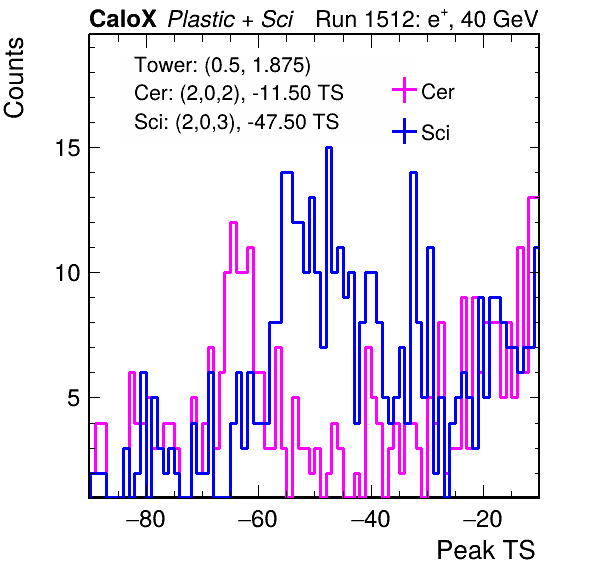 CaloX Plastic + Sci Run 1512: e+, 40 GeV
Counts
Tower: (0.5, 1.875)
Cer: (2,0,2), -11.50 TS
Sci: (2,0,3), -47.50 TS
Cer
Sci
15
10
5
−80 −60 −40 −20
Peak TS